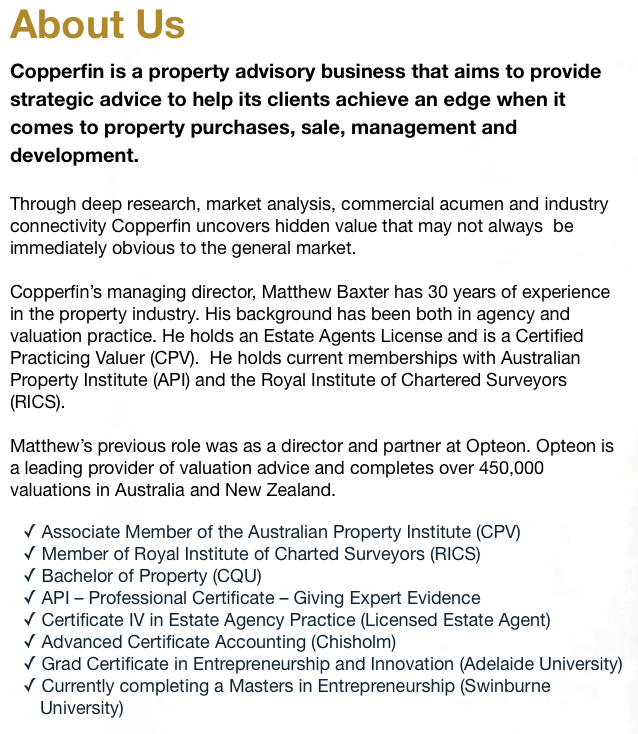 About Us
Copperfin is a property advisory business that aims to provide
strategic advice to help its clients achieve an edge when it
comes to property purchases, sale, management and
development.
Through deep research, market analysis, commercial acumen and industry
connectivity Copperfin uncovers hidden value that may not always  be
immediately obvious to the general market.
Copperfin’s managing director, Matthew Baxter has 30 years of experience
in the property industry. His background has been both in agency and
valuation practice. He holds an Estate Agents License and is a Certified
Practicing Valuer (CPV).  He holds current memberships with Australian
Property Institute (API) and the Royal Institute of Chartered Surveyors
(RICS).
Matthew’s previous role was as a director and partner at Opteon. Opteon is
a leading provider of valuation advice and completes over 450,000
valuations in Australia and New Zealand.
✓ Associate Member of the Australian Property Institute (CPV)
✓ Member of Royal Institute of Charted Surveyors (RICS)
✓ Bachelor of Property (CQU)
✓ API – Professional Certificate – Giving Expert Evidence
✓ Certificate IV in Estate Agency Practice (Licensed Estate Agent)
✓ Advanced Certificate Accounting (Chisholm)
✓ Grad Certificate in Entrepreneurship and Innovation (Adelaide University)
✓ Currently completing a Masters in Entrepreneurship (Swinburne
University)